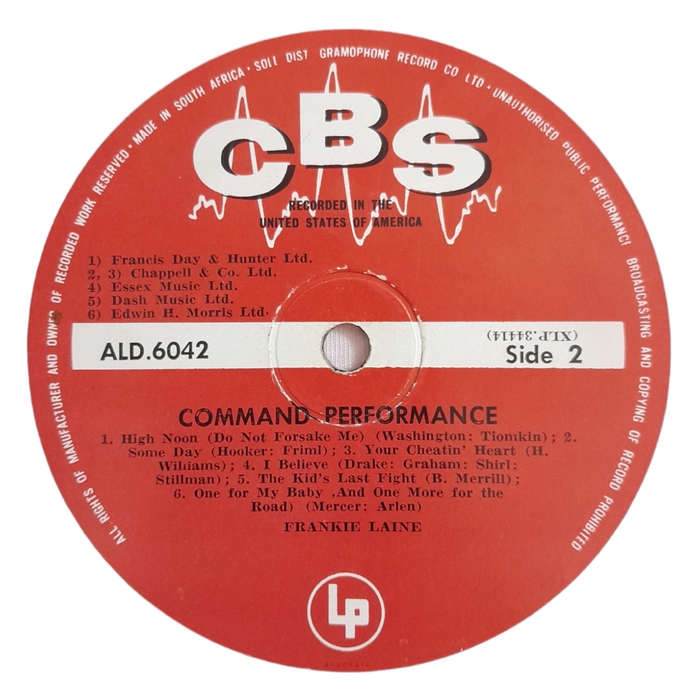 ALL RIGHTS OF MANUFACTURER AND OWNER OF RECORDED WORK RESERVED · MADE IN SOUTH AFRICA · SOLE DIST GRAMOPHONE RECORD CO LTD · UNAUTHORISED PUBLIC PERFORMANCE BROADCASTING AND COPYING OF RECORD PROHIBITED
CBS
RECORDED IN THE
UNITED STATES OF AMERICA
1) Francis Day & Hunter Ltd.
2, 3) Chappell & Co. Ltd.
4) Essex Music Ltd.
5) Dash Music Ltd.
6) Edwin H. Morris Ltd.
(XLP.34414)
ALD.6042 Side 2
COMMAND PERFORMANCE
1. High Noon (Do Not Forsake Me) (Washington: Tiomkin); 2.
Some Day (Hooker: Friml); 3. Your Cheatin' Heart (H.
Williams); 4. I Believe (Drake: Graham: Shirl:
Stillman); 5. The Kid's Last Fight (B. Merrill);
6. One for My Baby ,And One More for the
Road) (Mercer: Arlen)
FRANKIE LAINE
LP